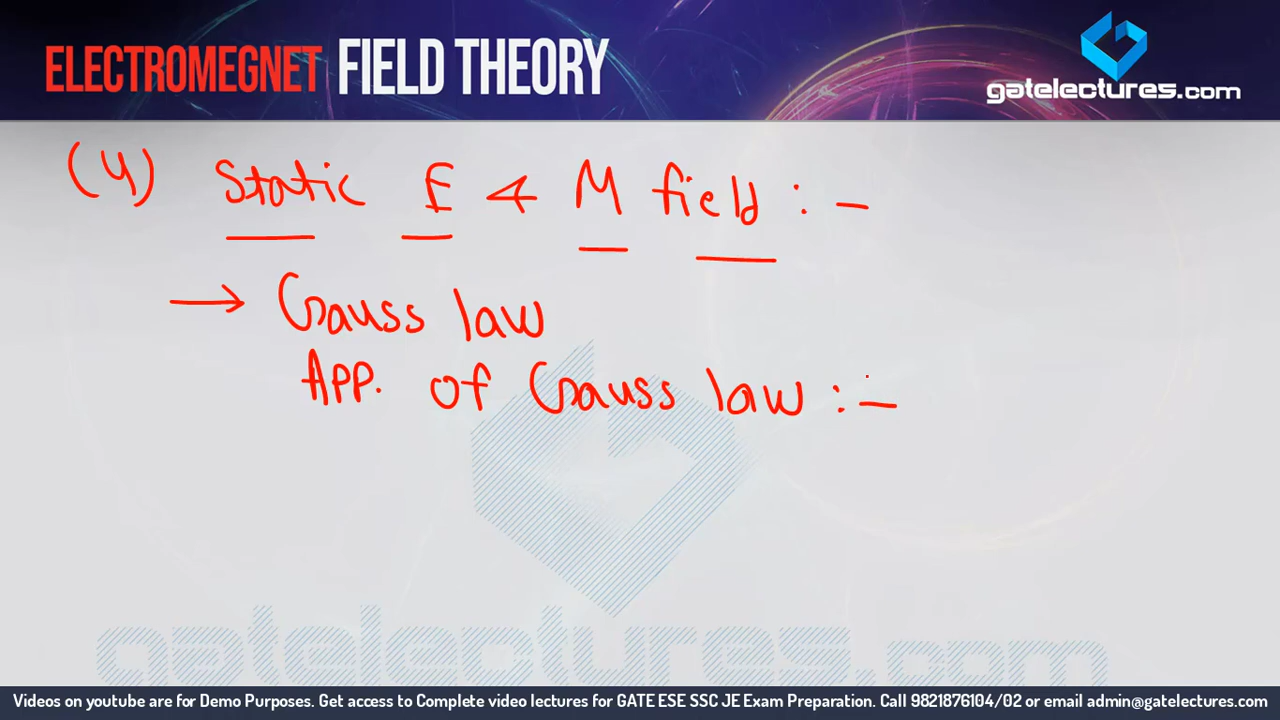 ELECTROMEGNET FIELD THEORY
gatelectures.com
(4) Static E & M field :-
→ Gauss law
App. of Gauss law :-
gatelectures.com
Videos on youtube are for Demo Purposes. Get access to Complete video lectures for GATE ESE SSC JE Exam Preparation. Call 9821876104/02 or email admin@gatelectures.com